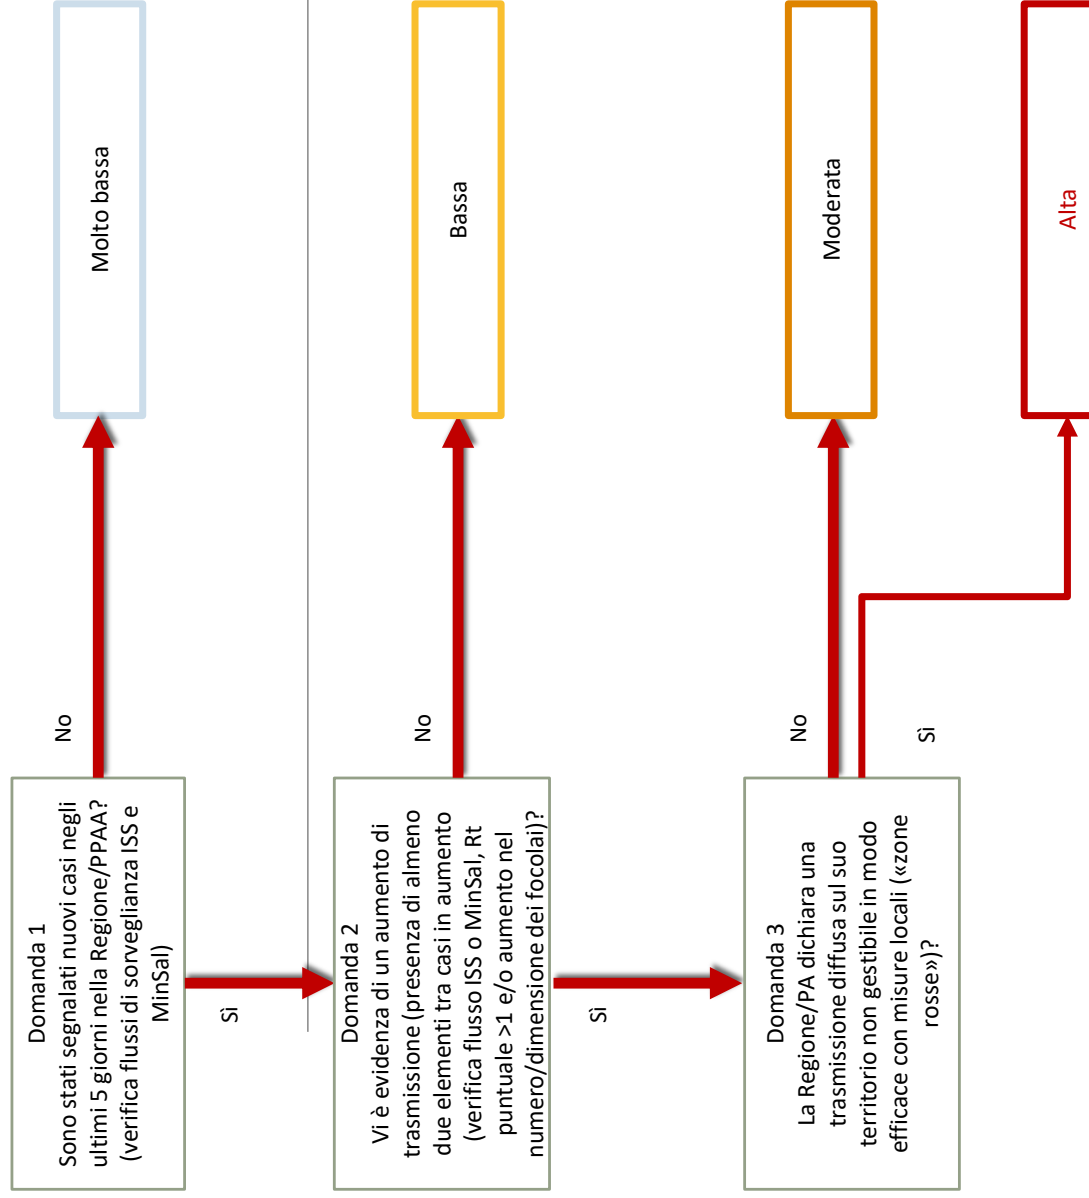 Domanda 1
Sono stati segnalati nuovi casi negli
ultimi 5 giorni nella Regione/PPAA?
(verifica flussi di sorveglianza ISS e
MinSal)
No
Molto bassa
Sì
Domanda 2
Vi è evidenza di un aumento di
trasmissione (presenza di almeno
due elementi tra casi in aumento
(verifica flusso ISS o MinSal, Rt
puntuale >1 e/o aumento nel
numero/dimensione dei focolai)?
No
Bassa
Sì
Domanda 3
La Regione/PA dichiara una
trasmissione diffusa sul suo
territorio non gestibile in modo
efficace con misure locali («zone
rosse»)?
No
Moderata
Sì
Alta